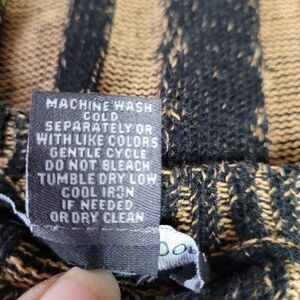 MACHINE WASH
COLD
SEPARATELY OR
WITH LIKE COLORS
GENTLE CYCLE
DO NOT BLEACH
TUMBLE DRY LOW
COOL IRON
IF NEEDED
OR DRY CLEAN